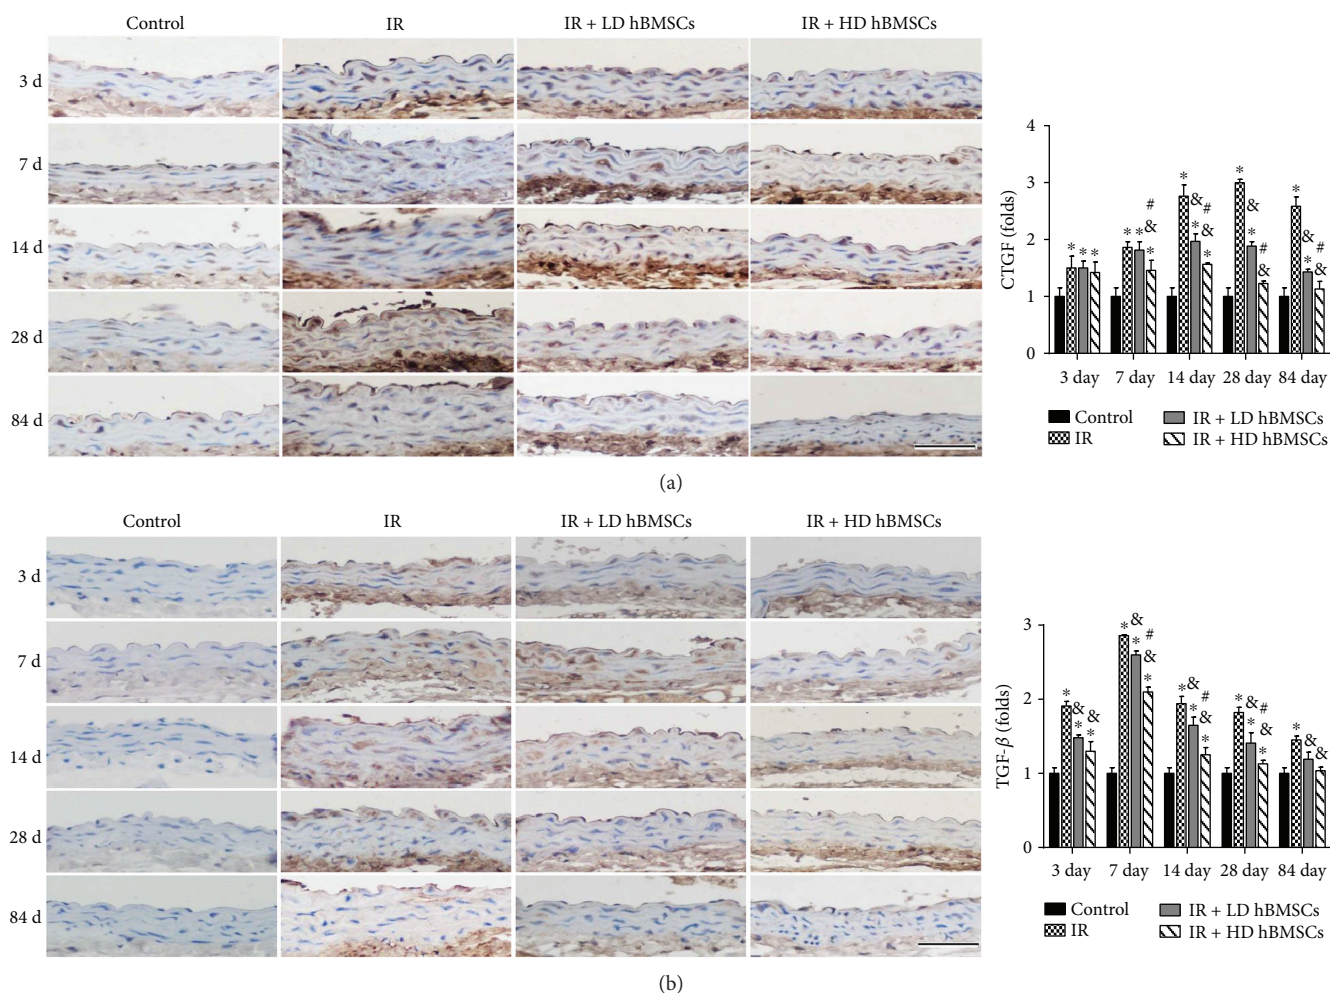 Control IR IR + LD hBMSCs IR + HD hBMSCs
3 d
7 d
14 d
28 d
84 d
CTGF (folds)
4
3
2
1
0
* * * *
* * * & #
* * & * & #
* * & & #
* * & & #
3 day 7 day 14 day 28 day 84 day
Control IR + LD hBMSCs
IR IR + HD hBMSCs
(a)
Control IR IR + LD hBMSCs IR + HD hBMSCs
3 d
7 d
14 d
28 d
84 d
TGF-β (folds)
3
2
1
0
* * & * &
* * & * & #
* * & * & #
* * & * & #
* & &
3 day 7 day 14 day 28 day 84 day
Control IR + LD hBMSCs
IR IR + HD hBMSCs
(b)